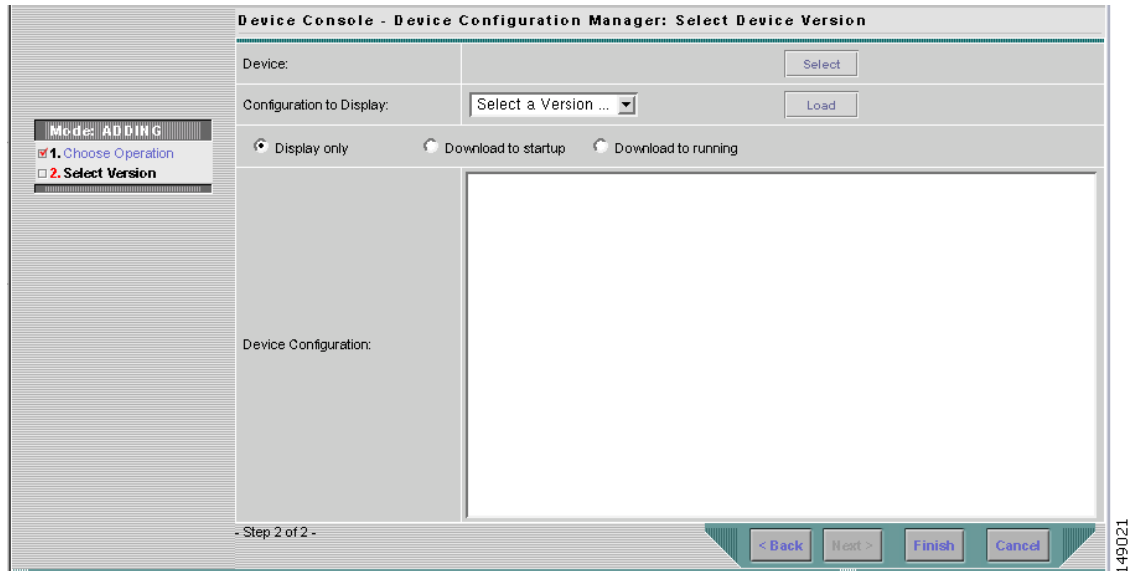 Device Console - Device Configuration Manager: Select Device Version
Device:
Select
Configuration to Display:
Select a Version ...
Load
Mode: ADDING
1. Choose Operation
2. Select Version
Display only
Download to startup
Download to running
Device Configuration:
- Step 2 of 2 -
< Back
Next >
Finish
Cancel
149021